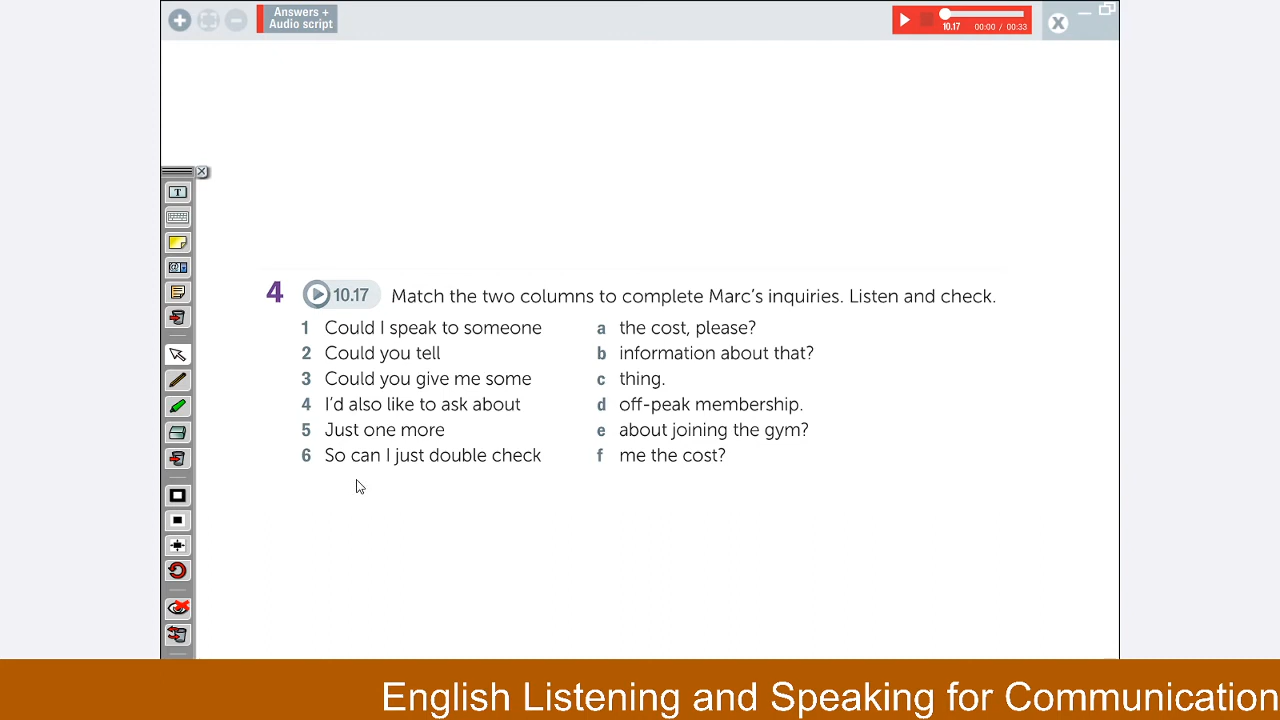 Answers +
Audio script
10.17 00:00 / 00:33
4 10.17 Match the two columns to complete Marc's inquiries. Listen and check.
1 Could I speak to someone a the cost, please?
2 Could you tell b information about that?
3 Could you give me some c thing.
4 I'd also like to ask about d off-peak membership.
5 Just one more e about joining the gym?
6 So can I just double check f me the cost?
English Listening and Speaking for Communication